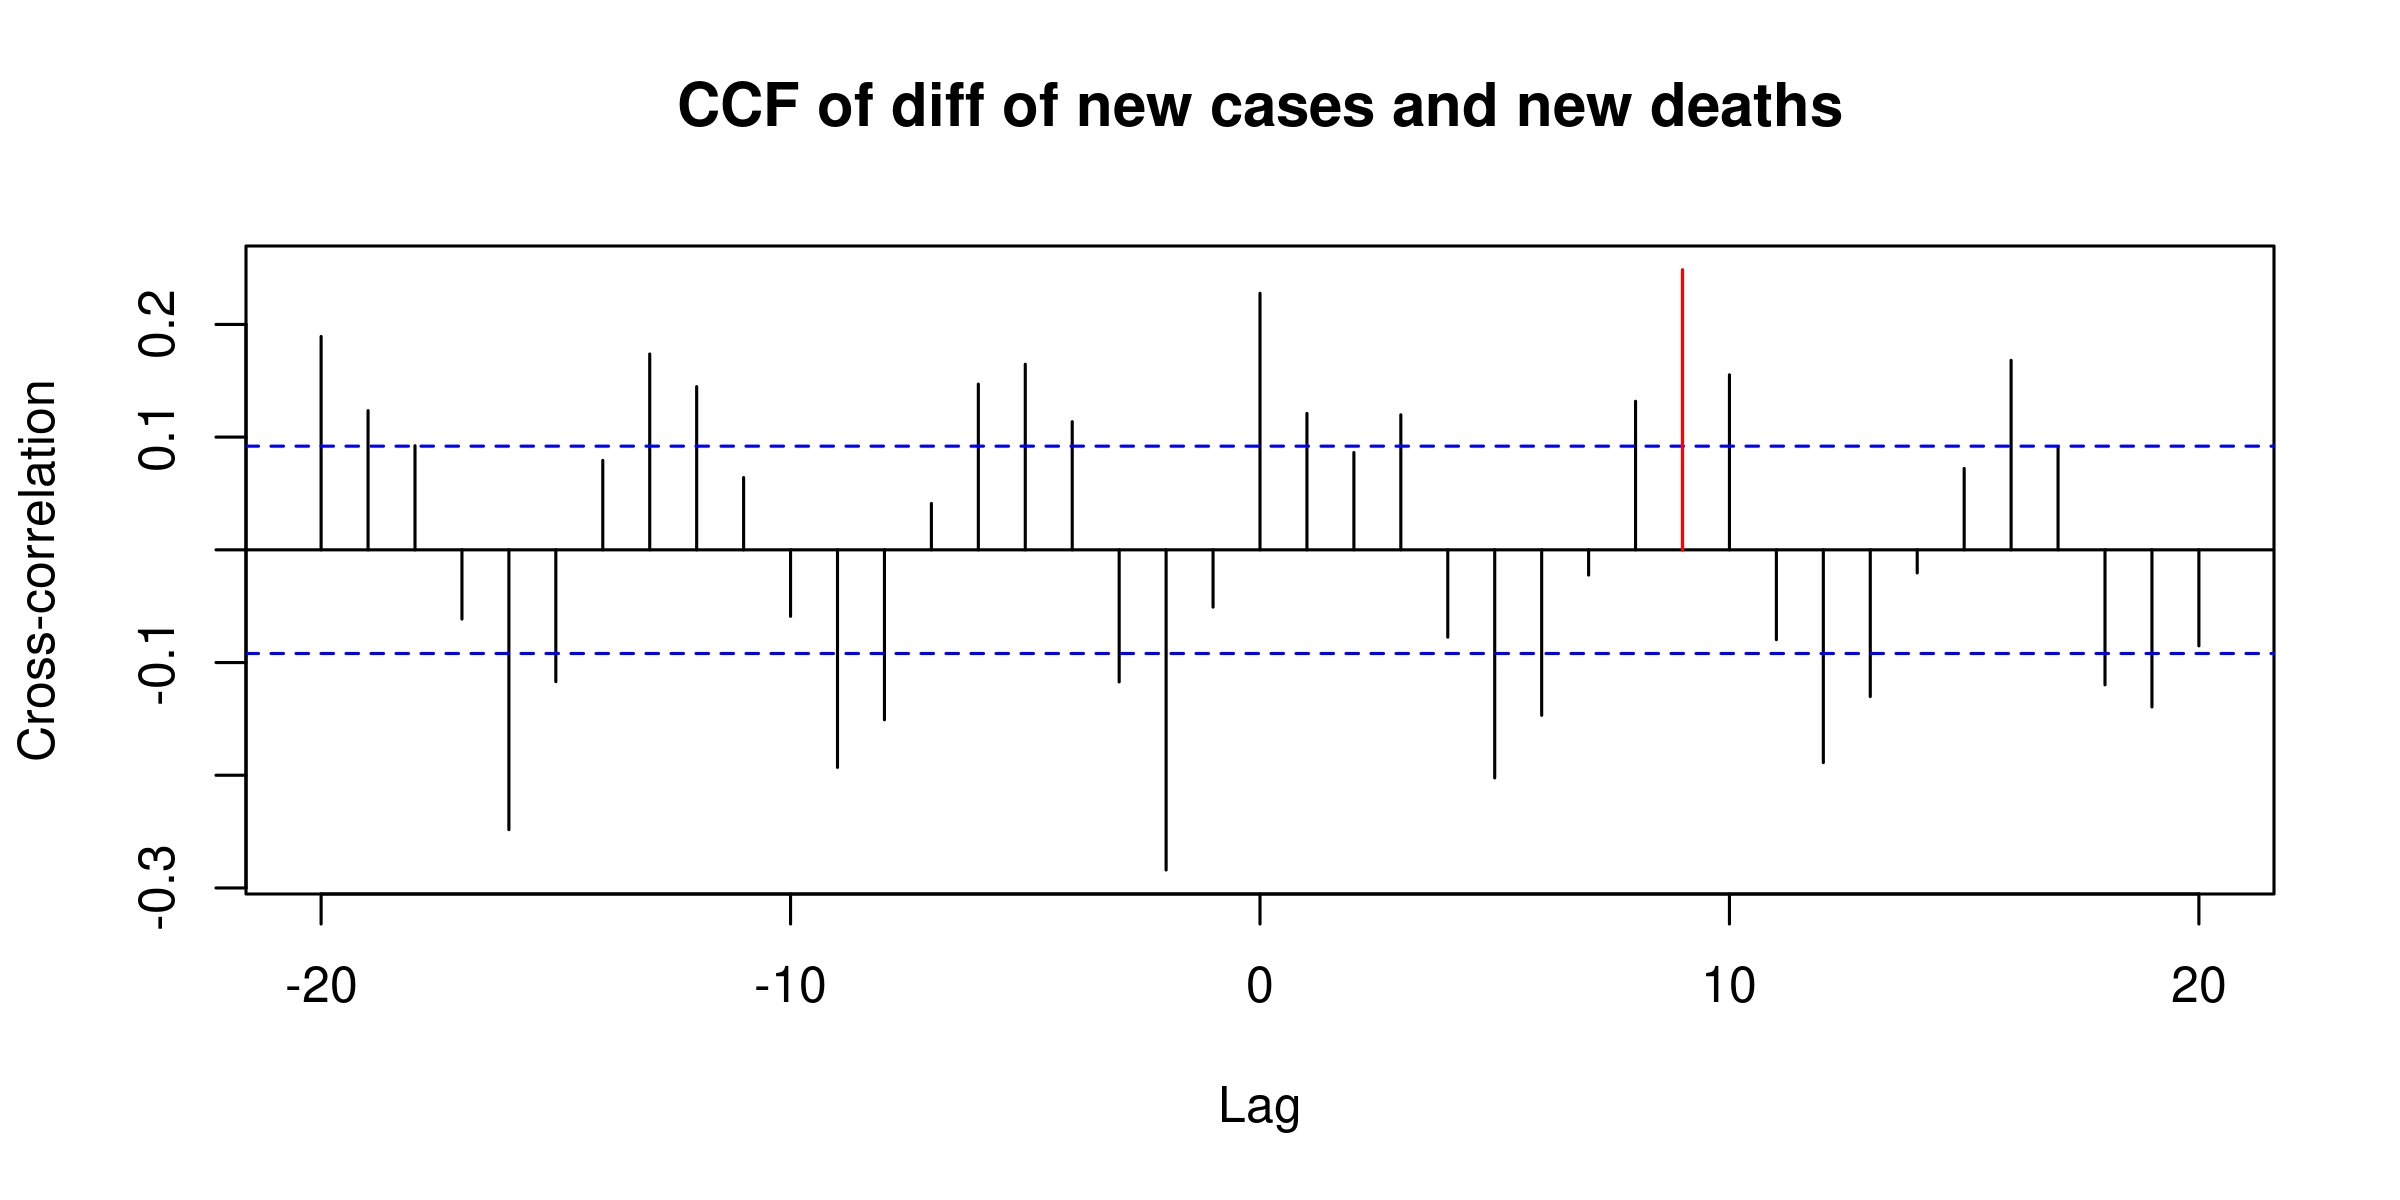 CCF of diff of new cases and new deaths
Cross-correlation
0.2
0.1
-0.1
-0.3
-20 -10 0 10 20
Lag